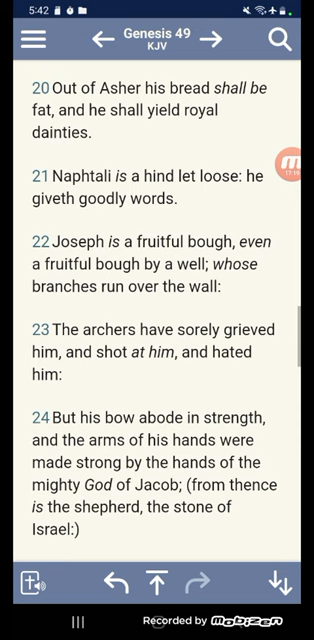 5:42
Genesis 49
KJV
20 Out of Asher his bread shall be
fat, and he shall yield royal
dainties.
21 Naphtali is a hind let loose: he
giveth goodly words.
22 Joseph is a fruitful bough, even
a fruitful bough by a well; whose
branches run over the wall:
23 The archers have sorely grieved
him, and shot at him, and hated
him:
24 But his bow abode in strength,
and the arms of his hands were
made strong by the hands of the
mighty God of Jacob; (from thence
is the shepherd, the stone of
Israel:)
Recorded by mobizen